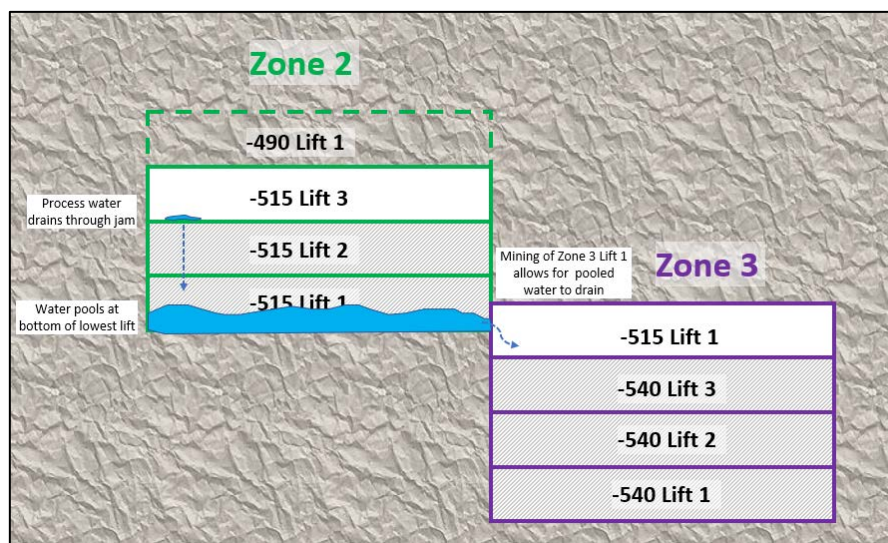 Zone 2
-490 Lift 1
Process water
drains through jam
-515 Lift 3
-515 Lift 2
Mining of Zone 3 Lift 1
allows for pooled
water to drain
Zone 3
Water pools at
bottom of lowest lift
-515 Lift 1
-515 Lift 1
-540 Lift 3
-540 Lift 2
-540 Lift 1